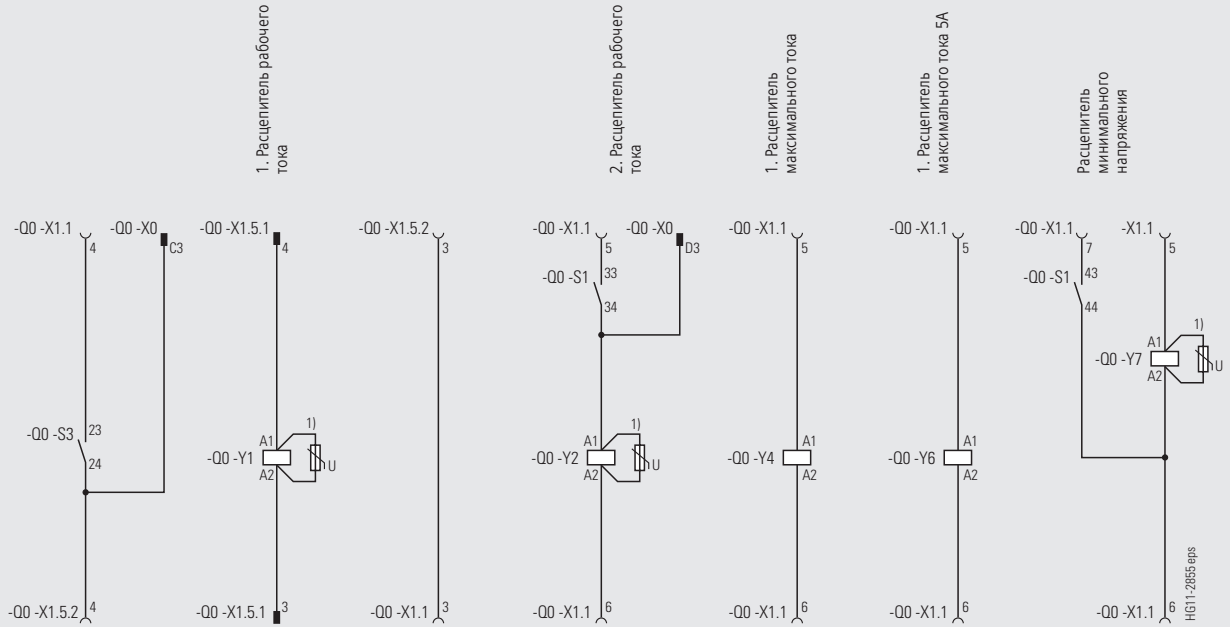 1. Расцепитель рабочего
тока
2. Расцепитель рабочего
тока
1. Расцепитель
максимального тока
1. Расцепитель
максимального тока 5A
Расцепитель
минимального
напряжения
-Q0 -X1.1
4
-Q0 -X0
C3
-Q0 -X1.5.1
4
-Q0 -X1.5.2
3
-Q0 -X1.1
5
-Q0 -X0
D3
-Q0 -X1.1
5
-Q0 -X1.1
5
-Q0 -X1.1
7
-X1.1
5
-Q0 -S1
33
34
-Q0 -S1
43
44
1)
A1
-Q0 -Y7
A2
U
-Q0 -S3
23
24
1)
A1
-Q0 -Y1
A2
U
1)
A1
-Q0 -Y2
A2
U
A1
-Q0 -Y4
A2
A1
-Q0 -Y6
A2
-Q0 -X1.5.2
4
-Q0 -X1.5.1
3
-Q0 -X1.1
3
-Q0 -X1.1
6
-Q0 -X1.1
6
-Q0 -X1.1
6
-Q0 -X1.1
6
HG11-2855 eps